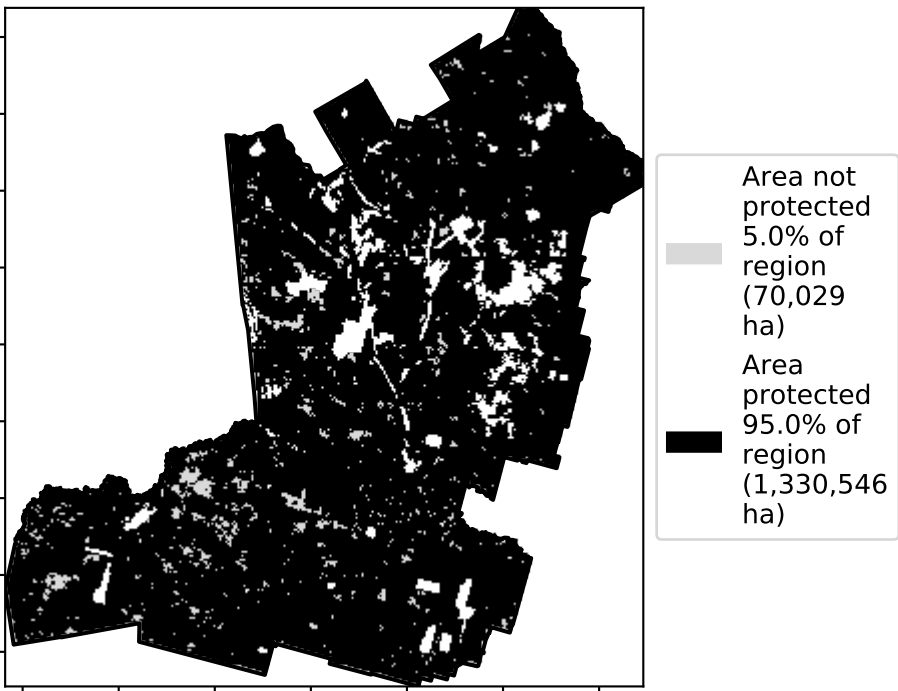 Area not
protected
5.0% of
region
(70,029
ha)
Area
protected
95.0% of
region
(1,330,546
ha)